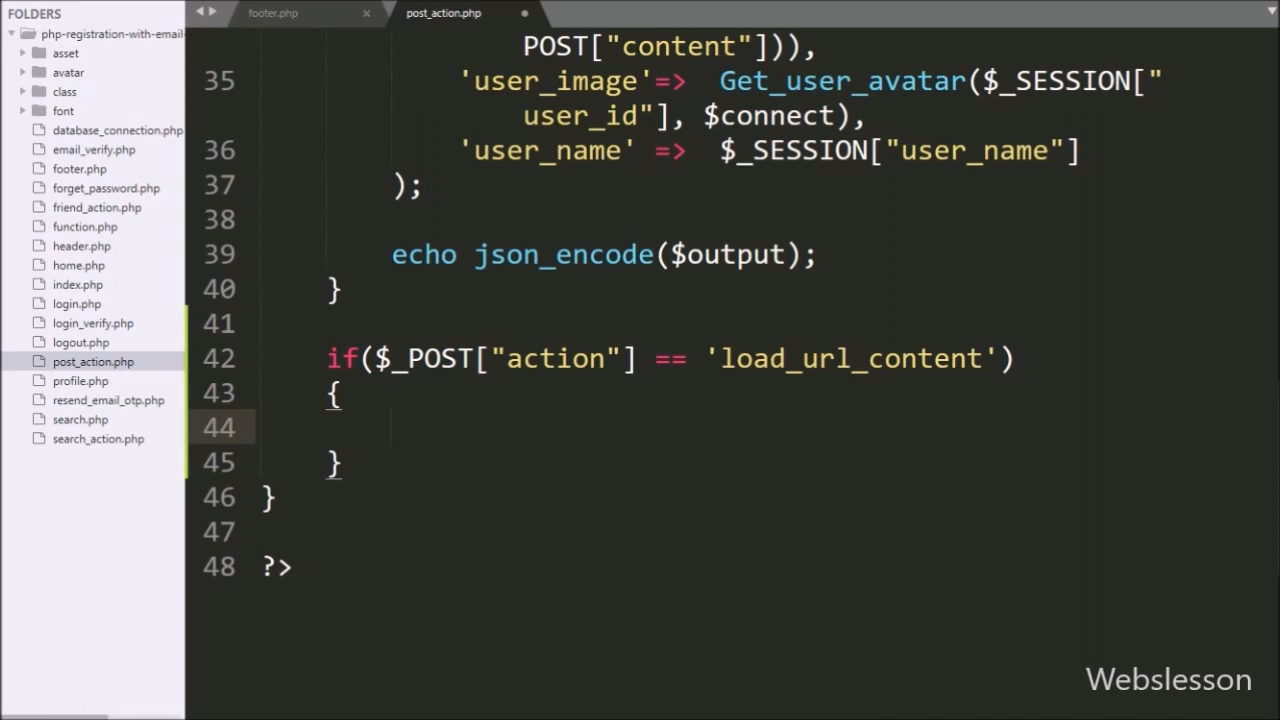 FOLDERS
php-registration-with-email-
asset
avatar
class
font
database_connection.php
email_verify.php
footer.php
forget_password.php
friend_action.php
function.php
header.php
home.php
index.php
login.php
login_verify.php
logout.php
post_action.php
profile.php
resend_email_otp.php
search.php
search_action.php
footer.php
post_action.php
POST["content"])),
35 'user_image'=> Get_user_avatar($_SESSION["
user_id"], $connect),
36 'user_name' => $_SESSION["user_name"]
37 );
38
39 echo json_encode($output);
40 }
41
42 if($_POST["action"] == 'load_url_content')
43 {
44
45 }
46 }
47
48 ?>
Webslesson